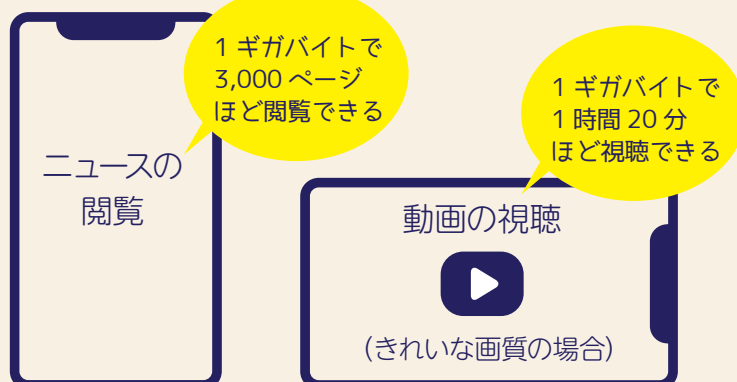 1 ギガバイトで
3,000 ページ
ほど閲覧できる
ニュースの
閲覧
1 ギガバイトで
1 時間 20 分
ほど視聴できる
動画の視聴
(きれいな画質の場合)